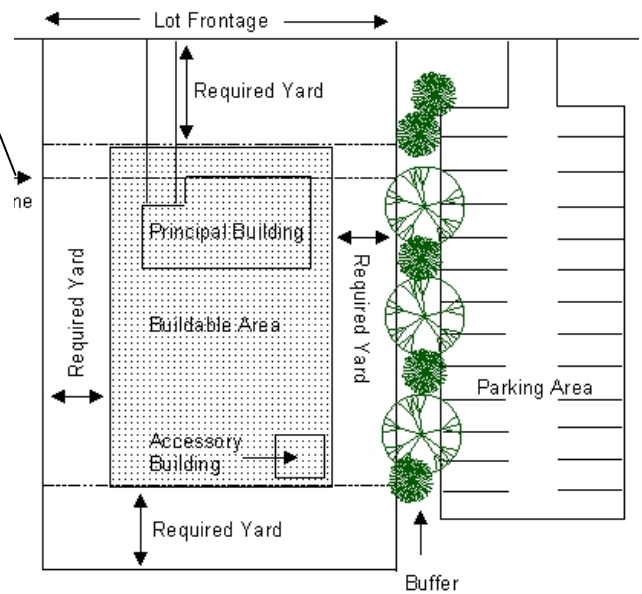 Lot Frontage
Required Yard
ne
Principal Building
Required Yard
Required Yard
Buildable Area
Parking Area
Accessory
Building
Required Yard
Buffer